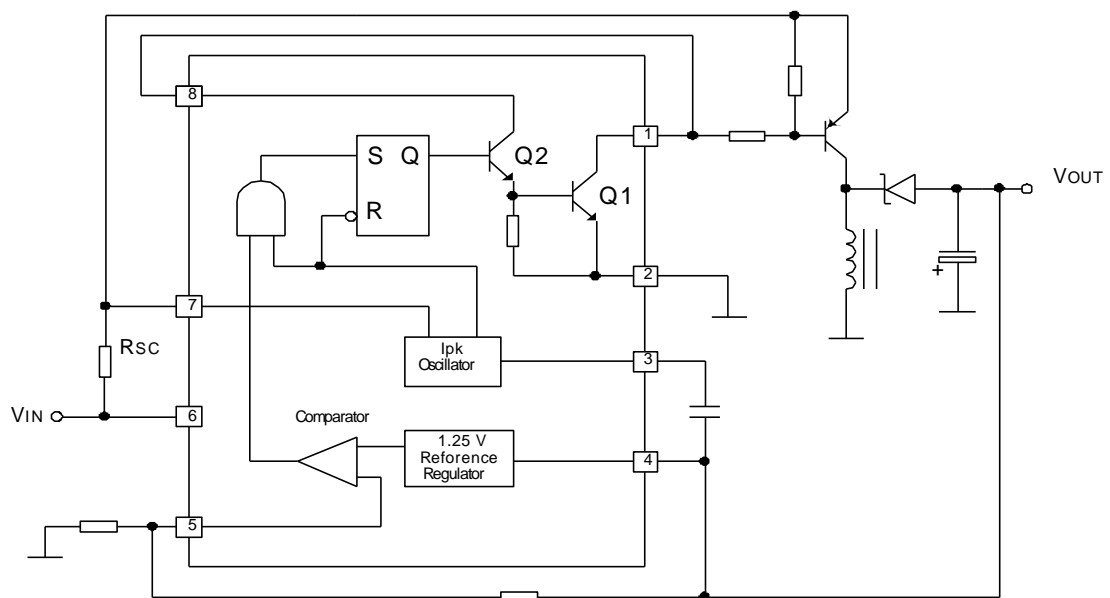 8
1
S Q
Q2
Q1
R
VOUT
2
+
7
RSC
Ipk
Oscillator
3
VIN
6
Comparator
1.25 V
Reforence
Regulator
4
5